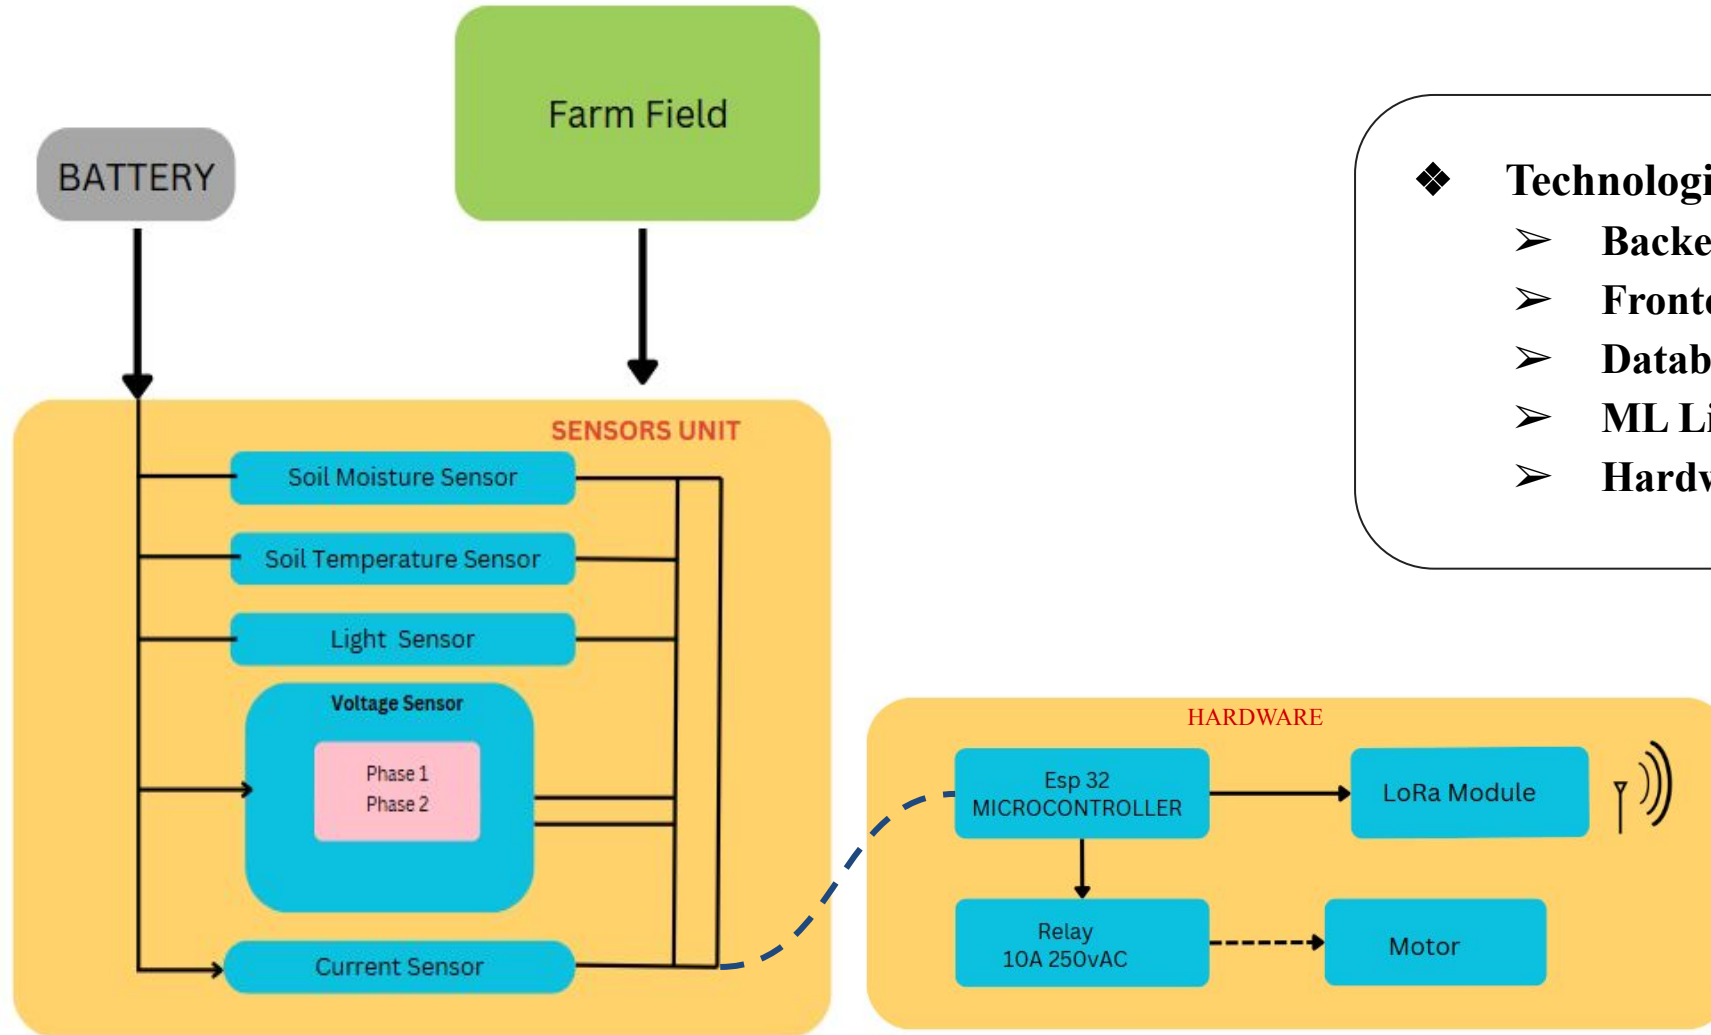 Farm Field
BATTERY
SENSORS UNIT
Soil Moisture Sensor
Soil Temperature Sensor
Light Sensor
Voltage Sensor
Phase 1
Phase 2
Current Sensor
❖ Technologi
➢ Backe
➢ Fronte
➢ Datab
➢ ML Li
➢ Hardw
HARDWARE
Esp 32
MICROCONTROLLER
LoRa Module
Relay
10A 250vAC
Motor